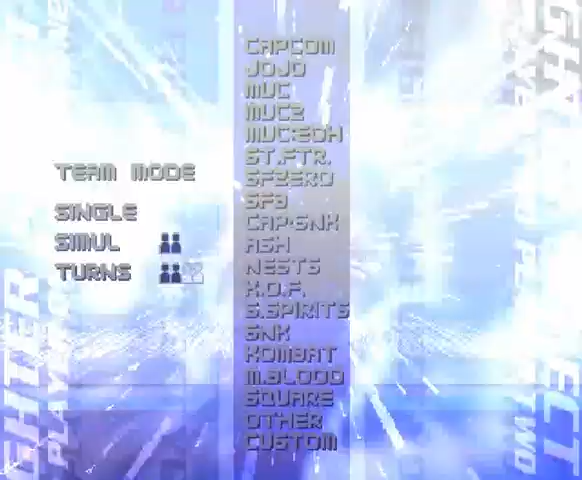 TEAM MODE
SINGLE
SIMUL
TURNS
CAPCOM
JOJO
MVC
MVC2
MVC:EOH
ST.FTR.
SFZERO
SF3
CAP·SNK
ASH
NESTS
K.O.F.
S.SPIRITS
SNK
KOMBAT
M.BLOOD
SQUARE
OTHER
CUSTOM